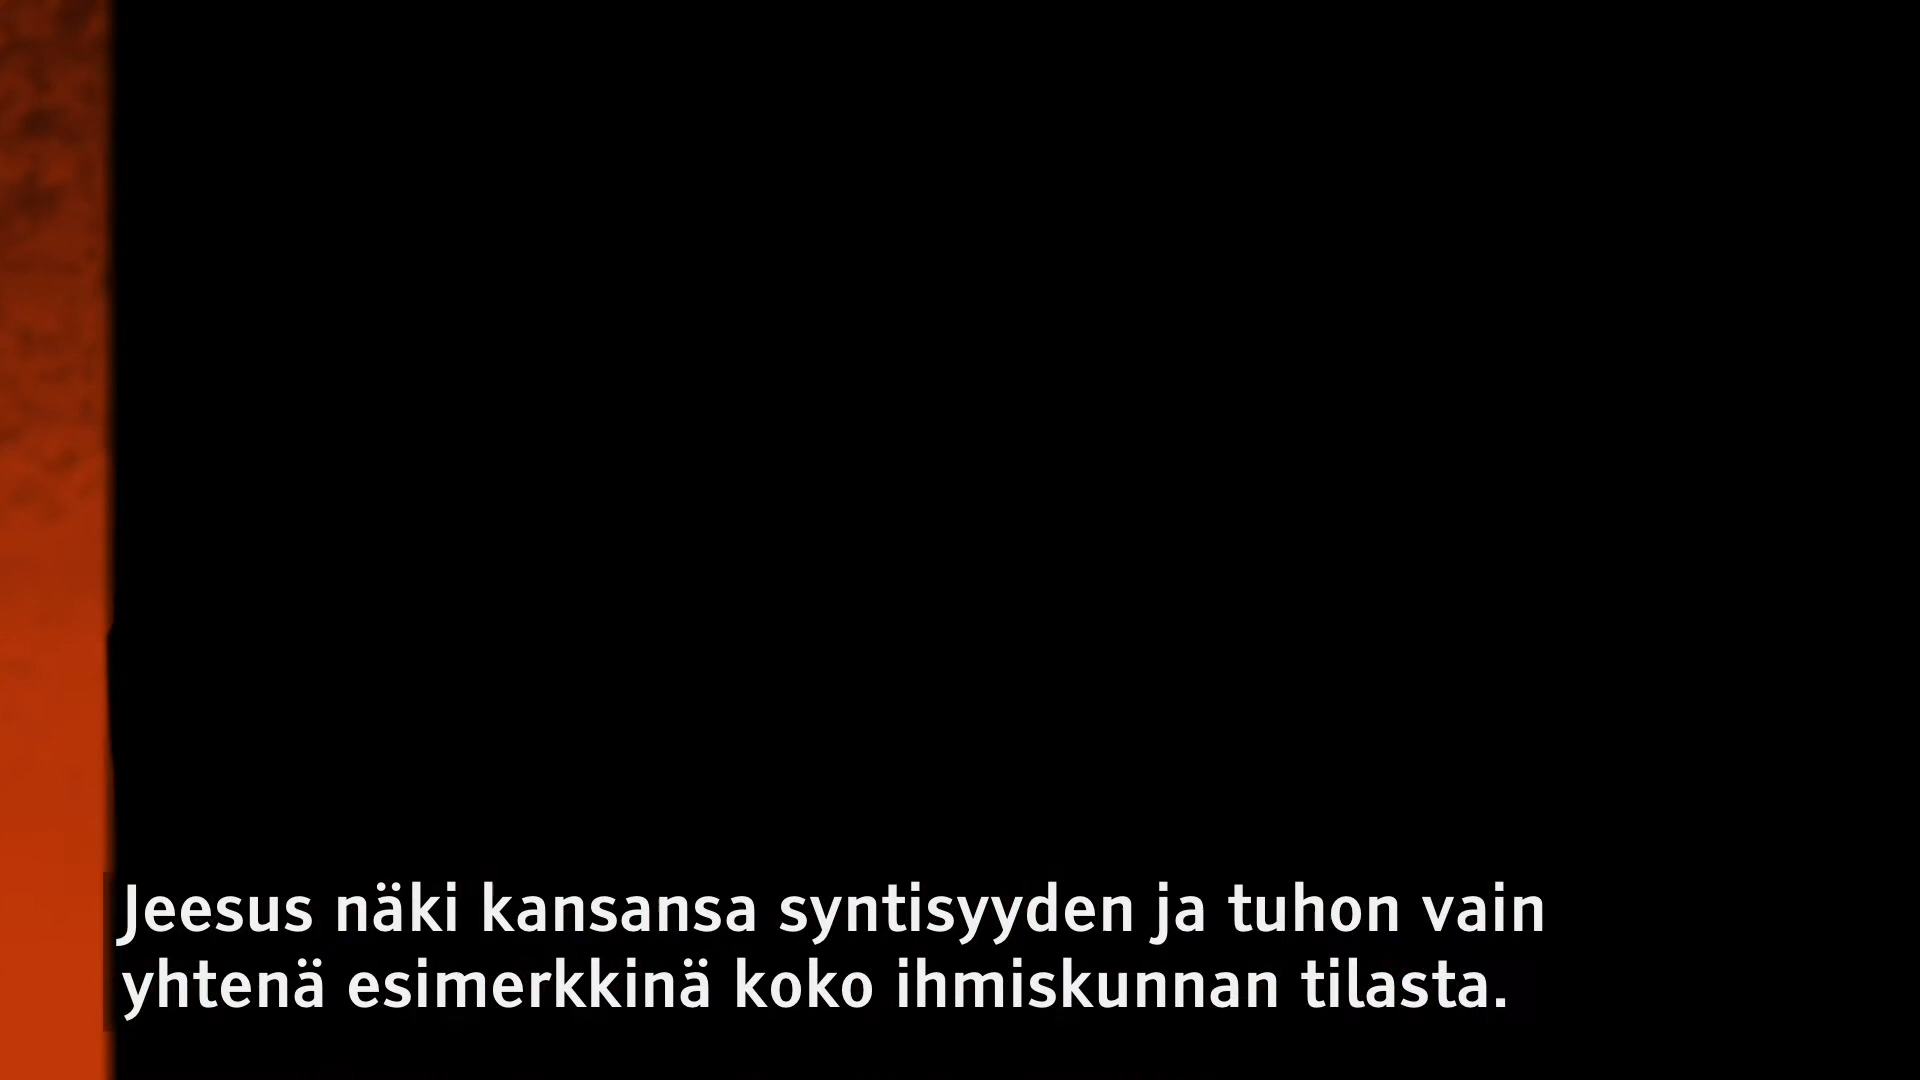 Jeesus näki kansansa syntisyyden ja tuhon vain
yhtenä esimerkkinä koko ihmiskunnan tilasta.